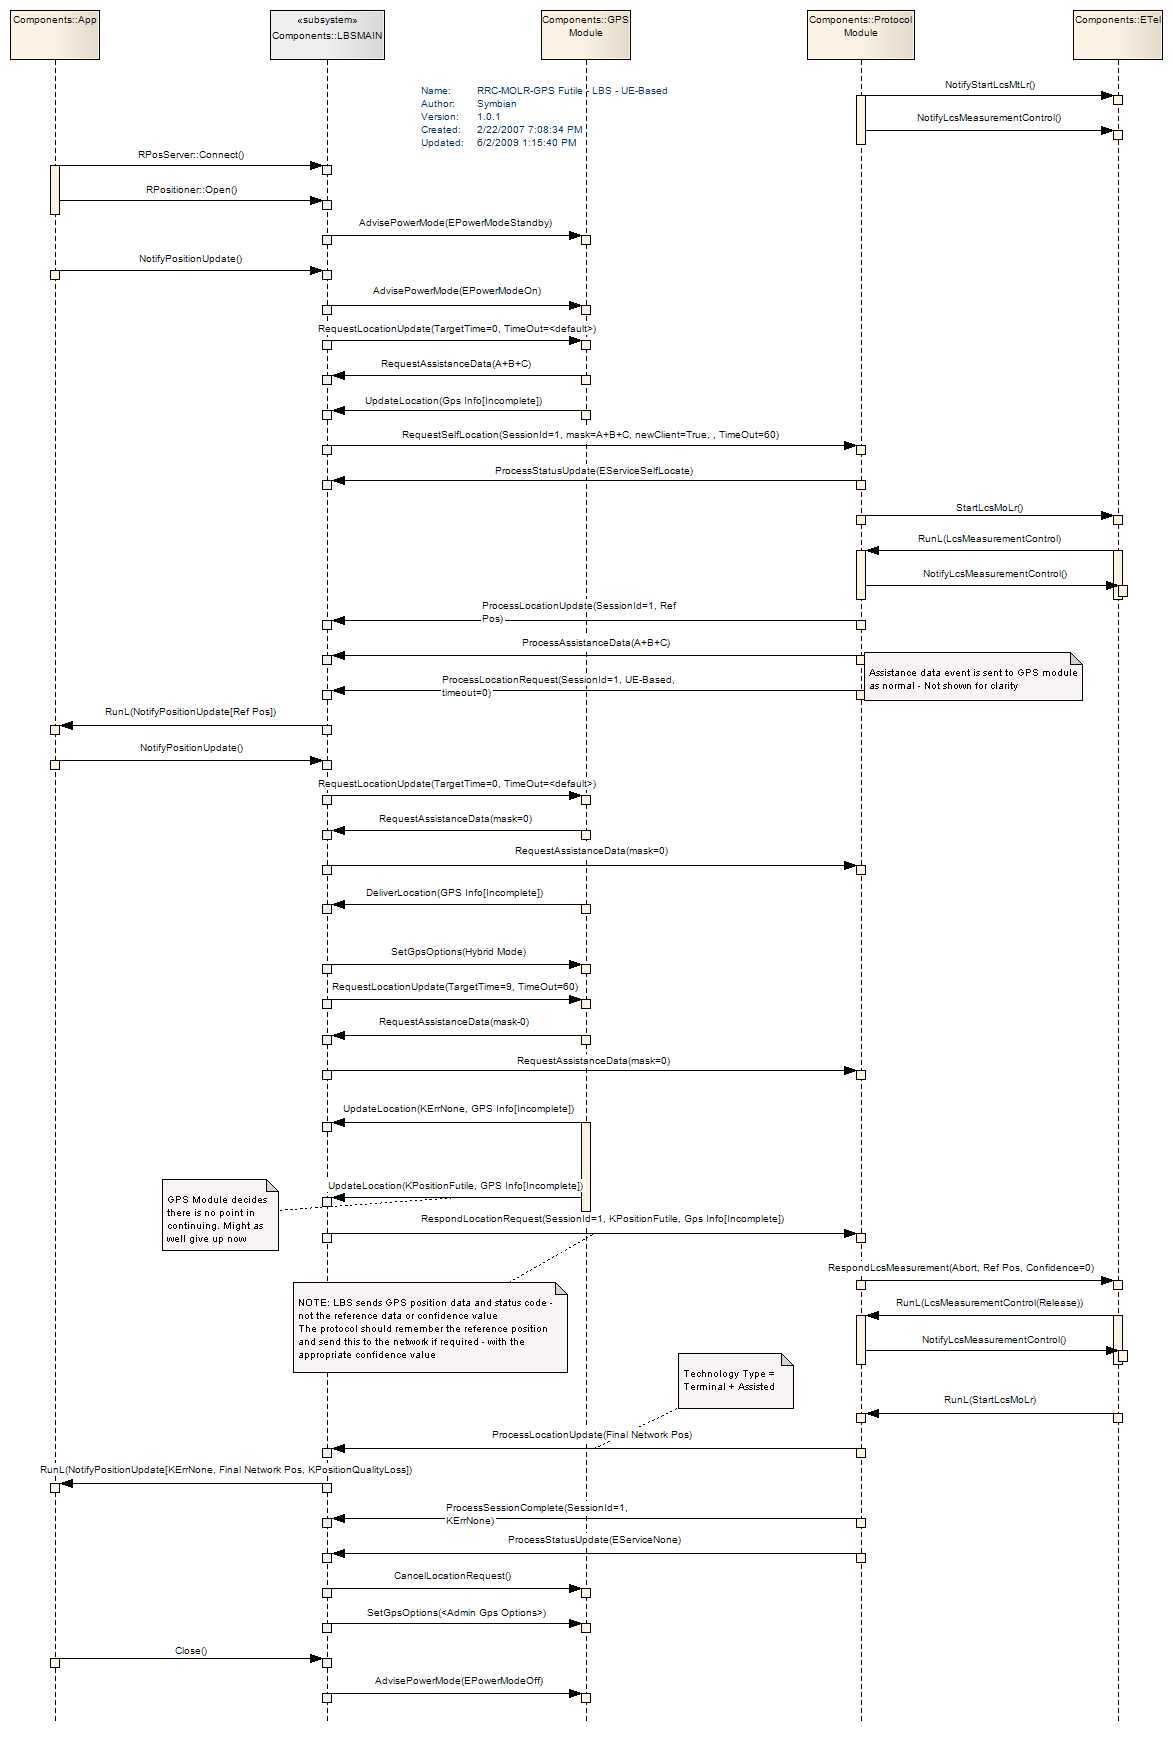 Components::App
«subsystem»
Components::LBSMAIN
Components::GPS
Module
Components::Protocol
Module
Components::ETel
Name: RRC-MOLR-GPS Futile - LBS - UE-Based
Author: Symbian
Version: 1.0.1
Created: 2/22/2007 7:08:34 PM
Updated: 6/2/2009 1:15:40 PM
NotifyStartLcsMtLr()
NotifyLcsMeasurementControl()
RPosServer::Connect()
RPositioner::Open()
AdvisePowerMode(EPowerModeStandby)
NotifyPositionUpdate()
AdvisePowerMode(EPowerModeOn)
RequestLocationUpdate(TargetTime=0, TimeOut=<default>)
RequestAssistanceData(A+B+C)
UpdateLocation(Gps Info[Incomplete])
RequestSelfLocation(SessionId=1, mask=A+B+C, newClient=True, , TimeOut=60)
ProcessStatusUpdate(EServiceSelfLocate)
StartLcsMoLr()
RunL(LcsMeasurementControl)
NotifyLcsMeasurementControl()
ProcessLocationUpdate(SessionId=1, Ref
Pos)
ProcessAssistanceData(A+B+C)
Assistance data event is sent to GPS module
as normal - Not shown for clarity
ProcessLocationRequest(SessionId=1, UE-Based,
timeout=0)
RunL(NotifyPositionUpdate[Ref Pos])
NotifyPositionUpdate()
RequestLocationUpdate(TargetTime=0, TimeOut=<default>)
RequestAssistanceData(mask=0)
RequestAssistanceData(mask=0)
DeliverLocation(GPS Info[Incomplete])
SetGpsOptions(Hybrid Mode)
RequestLocationUpdate(TargetTime=9, TimeOut=60)
RequestAssistanceData(mask-0)
RequestAssistanceData(mask=0)
UpdateLocation(KErrNone, GPS Info[Incomplete])
UpdateLocation(KPositionFutile, GPS Info[Incomplete])
GPS Module decides
there is no point in
continuing. Might as
well give up now
RespondLocationRequest(SessionId=1, KPositionFutile, Gps Info[Incomplete])
RespondLcsMeasurement(Abort, Ref Pos, Confidence=0)
NOTE: LBS sends GPS position data and status code -
not the reference data or confidence value
The protocol should remember the reference position
and send this to the network if required - with the
appropriate confidence value
RunL(LcsMeasurementControl(Release))
NotifyLcsMeasurementControl()
Technology Type =
Terminal + Assisted
RunL(StartLcsMoLr)
ProcessLocationUpdate(Final Network Pos)
RunL(NotifyPositionUpdate[KErrNone, Final Network Pos, KPositionQualityLoss])
ProcessSessionComplete(SessionId=1,
KErrNone)
ProcessStatusUpdate(EServiceNone)
CancelLocationRequest()
SetGpsOptions(<Admin Gps Options>)
Close()
AdvisePowerMode(EPowerModeOff)